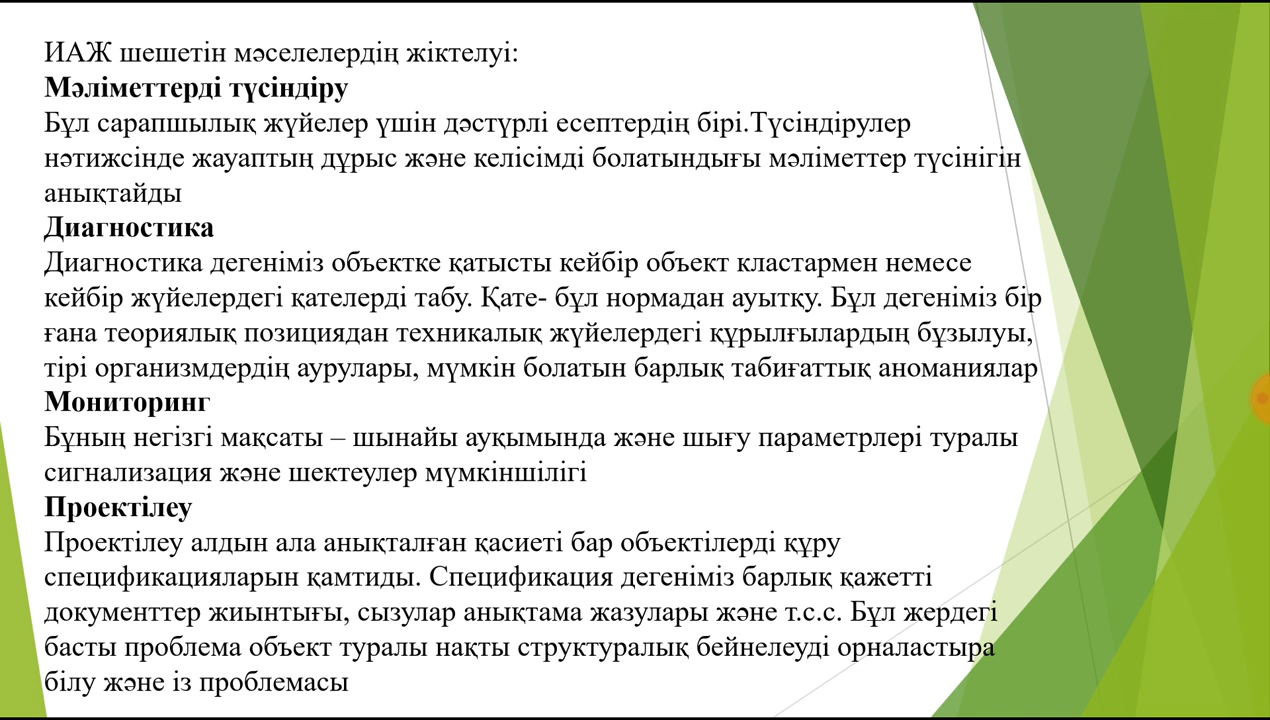 ИАЖ шешетін мәселелердің жіктелуі:
Мәліметтерді түсіндіру
Бұл сарапшылық жүйелер үшін дәстүрлі есептердің бірі.Түсіндірулер
нәтижсінде жауаптың дұрыс және келісімді болатындығы мәліметтер түсінігін
анықтайды
Диагностика
Диагностика дегеніміз объектке қатысты кейбір объект кластармен немесе
кейбір жүйелердегі қателерді табу. Қате- бұл нормадан ауытқу. Бұл дегеніміз бір
ғана теориялық позициядан техникалық жүйелердегі құрылғылардың бұзылуы,
тірі организмдердің аурулары, мүмкін болатын барлық табиғаттық аноманиялар
Мониторинг
Бұның негізгі мақсаты – шынайы ауқымында және шығу параметрлері туралы
сигнализация және шектеулер мүмкіншілігі
Проектілеу
Проектілеу алдын ала анықталған қасиеті бар объектілерді құру
спецификацияларын қамтиды. Спецификация дегеніміз барлық қажетті
документтер жиынтығы, сызулар анықтама жазулары және т.с.с. Бұл жердегі
басты проблема объект туралы нақты структуралық бейнелеуді орналастыра
білу және із проблемасы